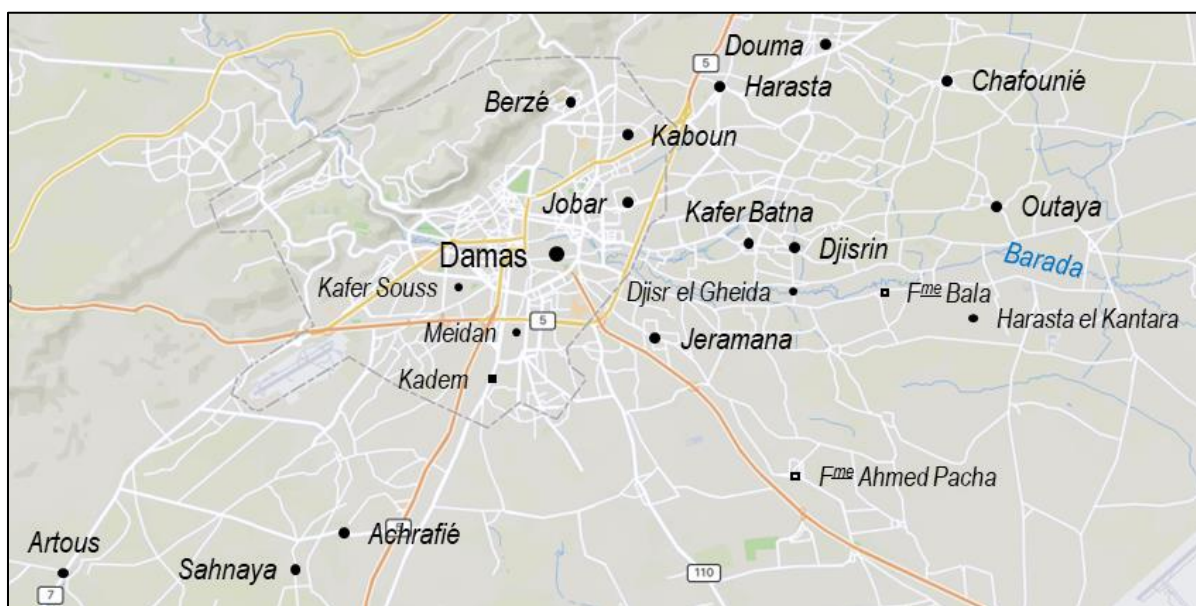 Douma
5
Harasta
Chafounié
Berzé
Kaboun
Jobar
Kafer Batna
Outaya
Damas
Djisrin
Barada
Kafer Souss
Djisr el Gheida
Fme Bala
5
Meidan
Harasta el Kantara
Jeramana
Kadem
Fme Ahmed Pacha
Achrafié
Artous
Sahnaya
7
110